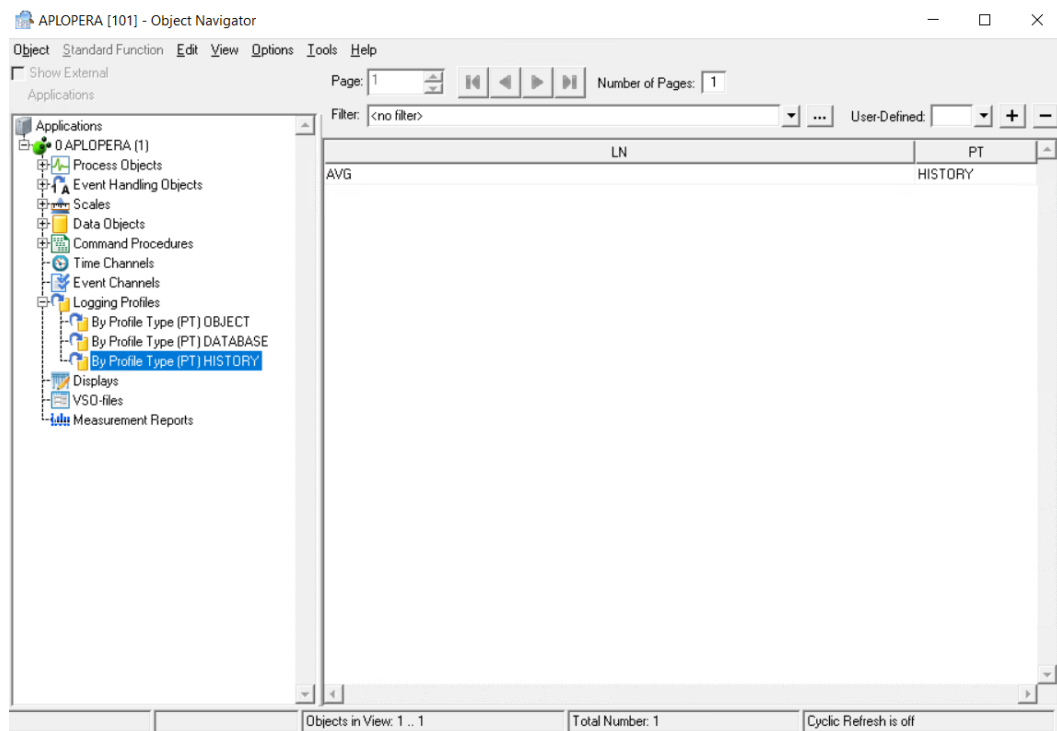 APLOPERA [101] - Object Navigator
Object Standard Function Edit View Options Tools Help
Show External
Applications
Page: 1 Number of Pages: 1
Filter: <no filter> ... User-Defined: + −
Applications
0 APLOPERA (1)
Process Objects
Event Handling Objects
Scales
Data Objects
Command Procedures
Time Channels
Event Channels
Logging Profiles
By Profile Type (PT) OBJECT
By Profile Type (PT) DATABASE
By Profile Type (PT) HISTORY
Displays
VSO-files
Measurement Reports
LN PT
AVG HISTORY
Objects in View: 1 .. 1 Total Number: 1 Cyclic Refresh is off